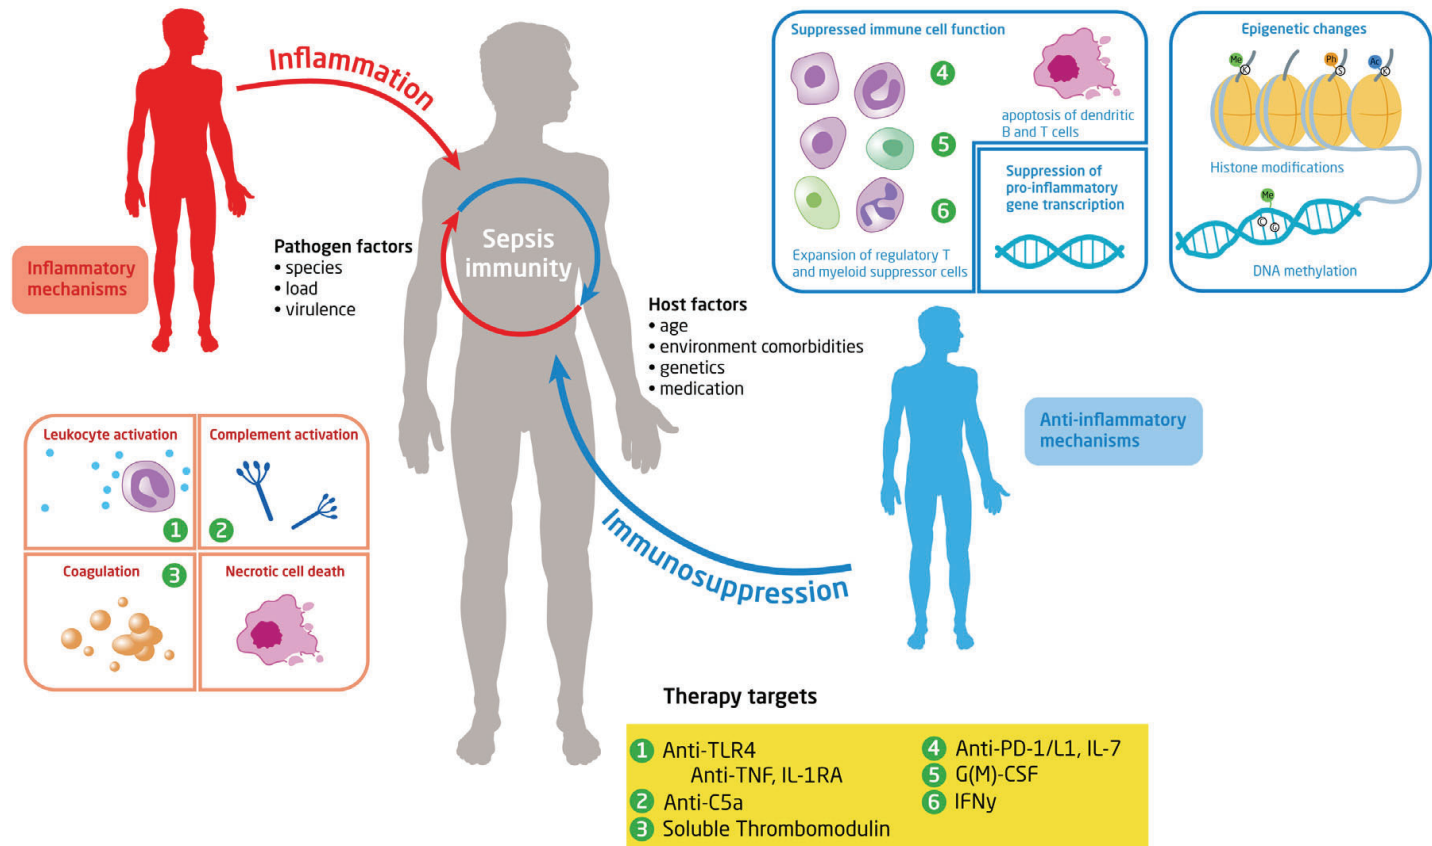 Inflammation
Inflammatory
mechanisms
Pathogen factors
• species
• load
• virulence
Sepsis
immunity
Host factors
• age
• environment comorbidities
• genetics
• medication
Suppressed immune cell function
4
5
6
apoptosis of dendritic
B and T cells
Expansion of regulatory T
and myeloid suppressor cells
Suppression of
pro-inflammatory
gene transcription
Epigenetic changes
Me
K
Ph
S
Ac
K
Histone modifications
Me
C
G
DNA methylation
Anti-inflammatory
mechanisms
Immunosuppression
Leukocyte activation
1
Complement activation
2
Coagulation
3
Necrotic cell death
Therapy targets
1 Anti-TLR4
Anti-TNF, IL-1RA
2 Anti-C5a
3 Soluble Thrombomodulin
4 Anti-PD-1/L1, IL-7
5 G(M)-CSF
6 IFNy